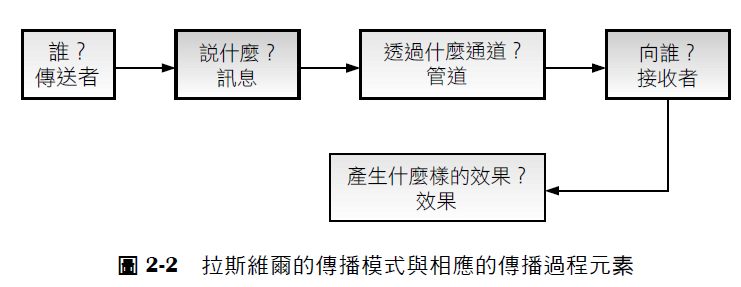 誰？
傳送者
説什麼？
訊息
透過什麼通道？
管道
向誰？
接收者
產生什麼樣的效果？
效果
圖 2-2 拉斯維爾的傳播模式與相應的傳播過程元素